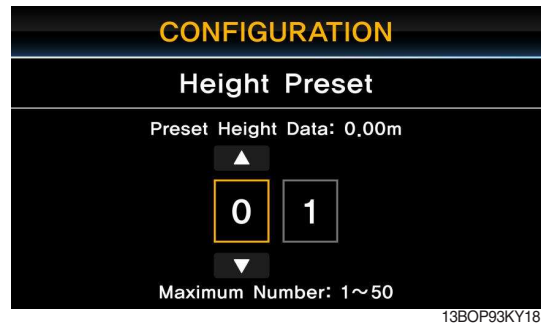 CONFIGURATION
Height Preset
Preset Height Data: 0.00m
▲
0 1
▼
Maximum Number: 1~50
13BOP93KY18